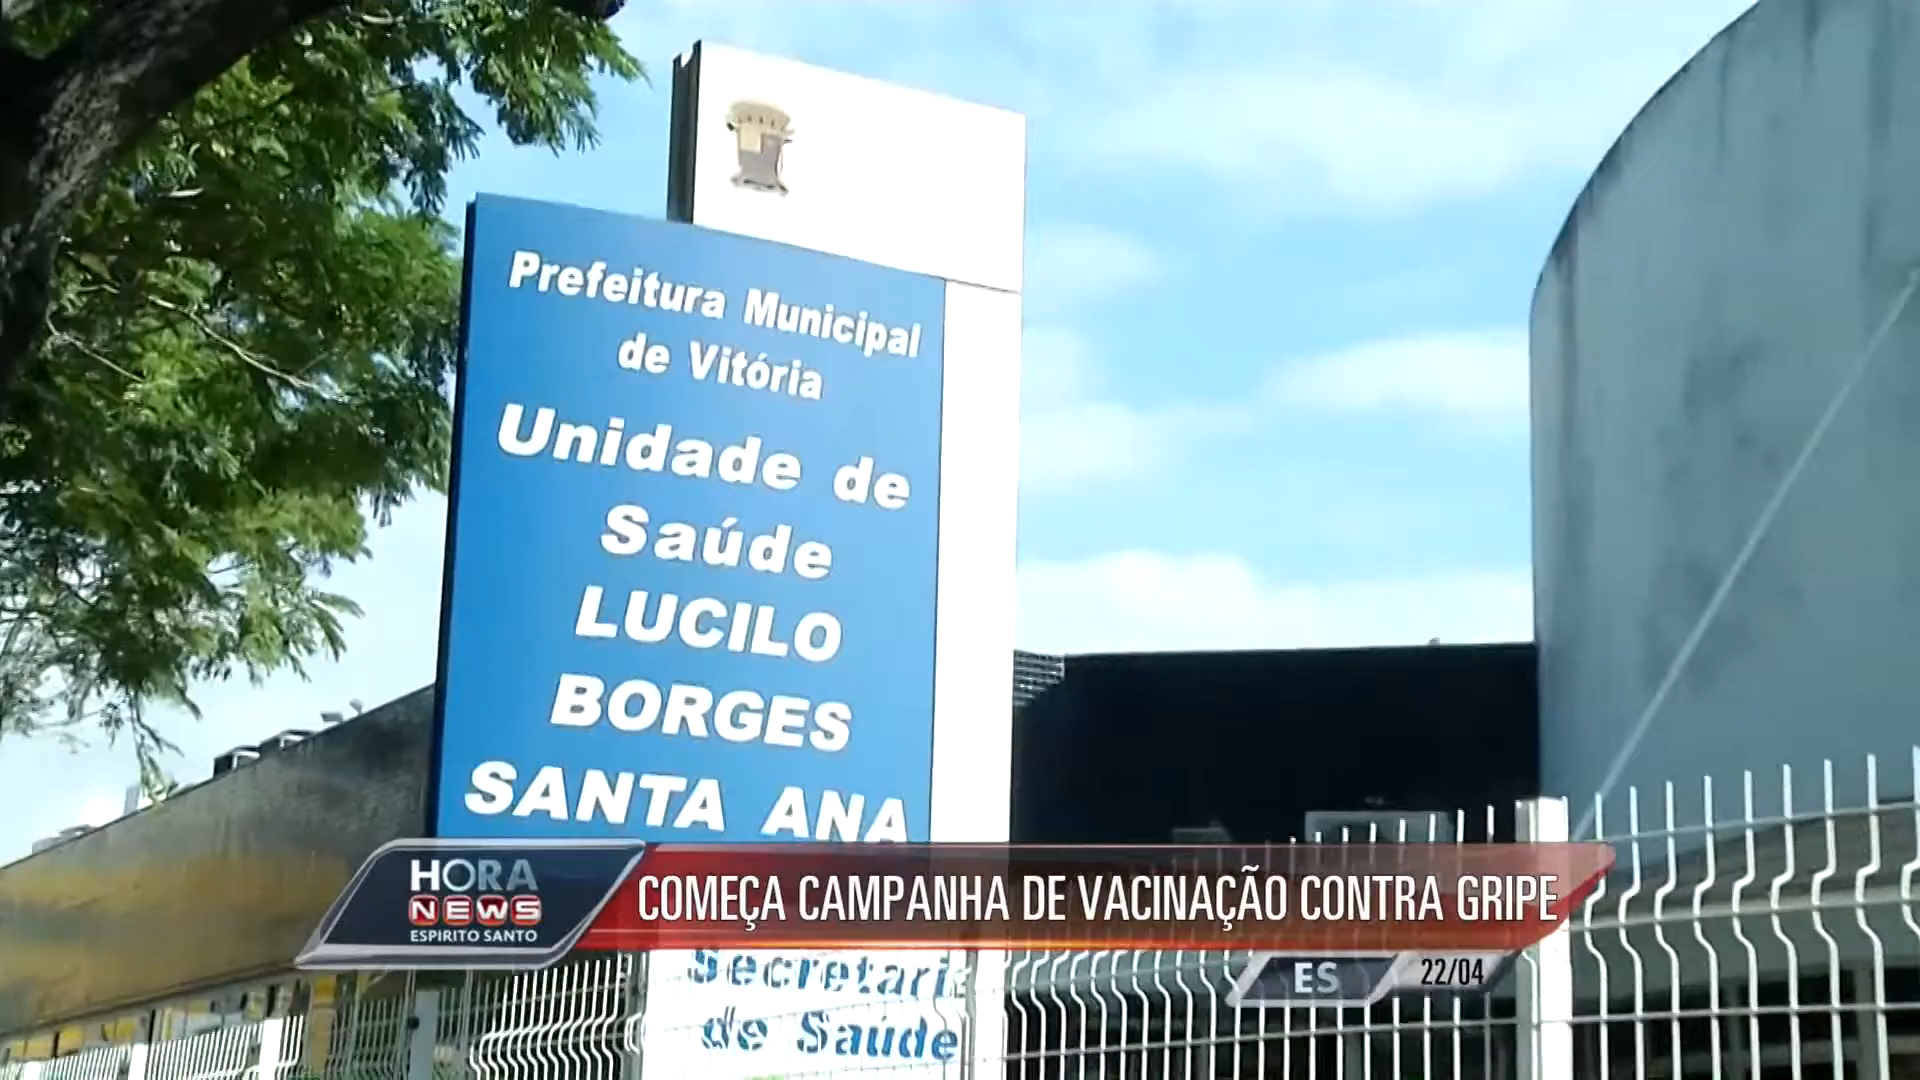 Prefeitura Municipal
de Vitória
Unidade de
Saúde
LUCILO
BORGES
SANTA ANA
HORA
NEWS
ESPIRITO SANTO
COMEÇA CAMPANHA DE VACINAÇÃO CONTRA GRIPE
ES
22/04
de Saúde